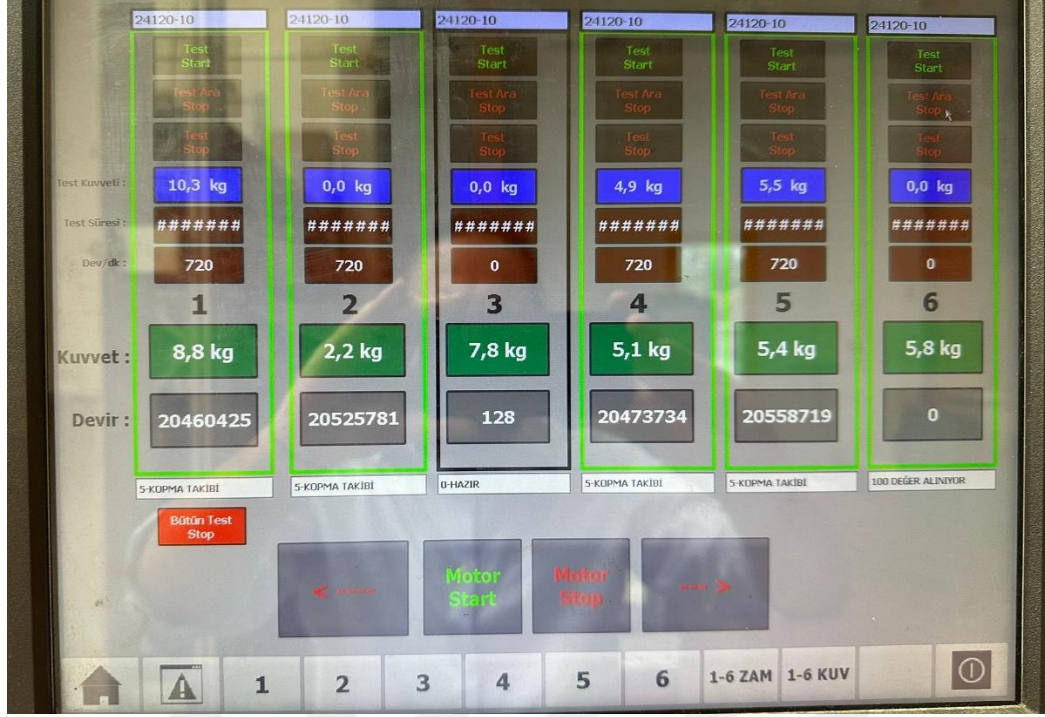 24120-10 24120-10 24120-10 24120-10 24120-10 24120-10
Test Start Test Start Test Start Test Start Test Start Test Start
Test Ara Stop Test Ara Stop Test Ara Stop Test Ara Stop Test Ara Stop Test Ara Stop
Test Stop Test Stop Test Stop Test Stop Test Stop Test Stop
Test Kuvveti : 10,3 kg 0,0 kg 0,0 kg 4,9 kg 5,5 kg 0,0 kg
Test Süresi : ####### ####### ####### ####### ####### #######
Dev/dk : 720 720 0 720 720 0
1 2 3 4 5 6
Kuvvet : 8,8 kg 2,2 kg 7,8 kg 5,1 kg 5,4 kg 5,8 kg
Devir : 20460425 20525781 128 20473734 20558719 0
5-KOPMA TAKİBİ 5-KOPMA TAKİBİ 0-HAZIR 5-KOPMA TAKİBİ 5-KOPMA TAKİBİ 100 DEĞER ALINIYOR
Bütün Test
Stop
<---- Motor Start Motor Stop --->
1 2 3 4 5 6 1-6 ZAM 1-6 KUV